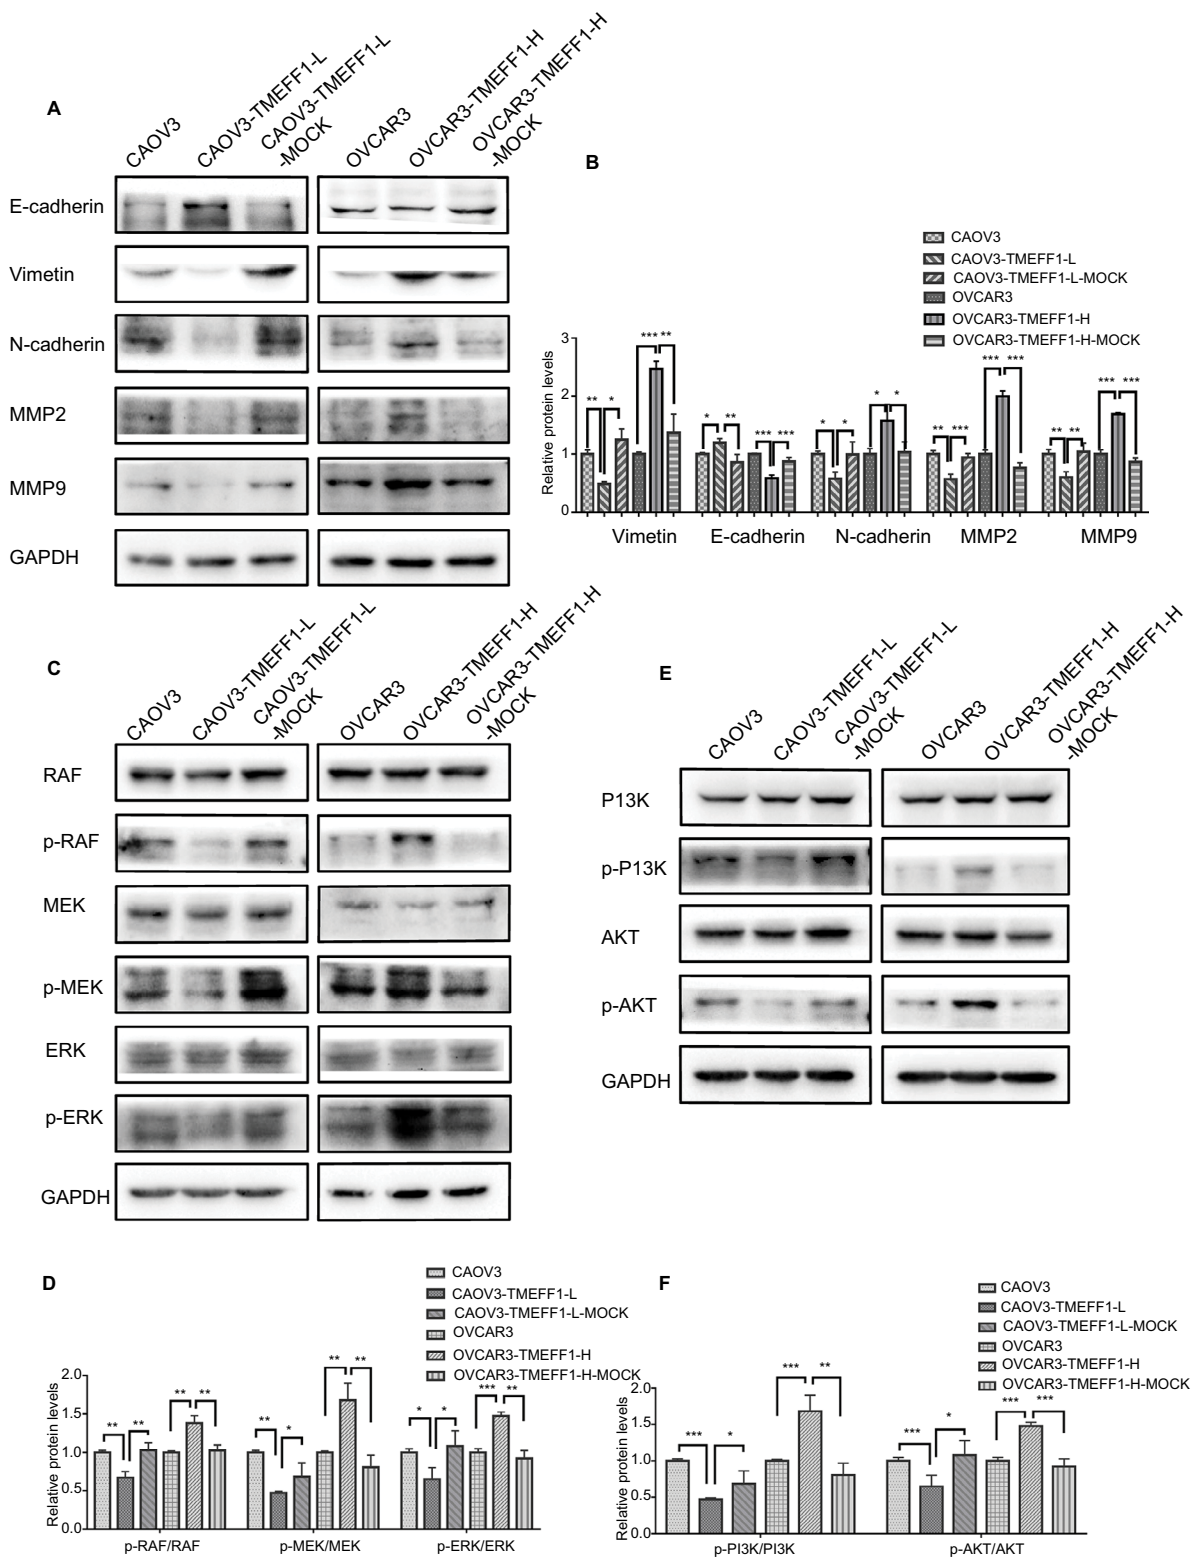 A
CAOV3
CAOV3-TMEFF1-L
CAOV3-TMEFF1-L
-MOCK
OVCAR3
OVCAR3-TMEFF1-H
OVCAR3-TMEFF1-H
-MOCK
E-cadherin
Vimetin
N-cadherin
MMP2
MMP9
GAPDH
B
CAOV3
CAOV3-TMEFF1-L
CAOV3-TMEFF1-L-MOCK
OVCAR3
OVCAR3-TMEFF1-H
OVCAR3-TMEFF1-H-MOCK
Relative protein levels
3
2
1
0
** * *** **
* ** *** ***
* * * *
** *** *** ***
** ** *** ***
Vimetin E-cadherin N-cadherin MMP2 MMP9
C
CAOV3
CAOV3-TMEFF1-L
CAOV3-TMEFF1-L
-MOCK
OVCAR3
OVCAR3-TMEFF1-H
OVCAR3-TMEFF1-H
-MOCK
RAF
p-RAF
MEK
p-MEK
ERK
p-ERK
GAPDH
E
CAOV3
CAOV3-TMEFF1-L
CAOV3-TMEFF1-L
-MOCK
OVCAR3
OVCAR3-TMEFF1-H
OVCAR3-TMEFF1-H
-MOCK
P13K
p-P13K
AKT
p-AKT
GAPDH
D
CAOV3
CAOV3-TMEFF1-L
CAOV3-TMEFF1-L-MOCK
OVCAR3
OVCAR3-TMEFF1-H
OVCAR3-TMEFF1-H-MOCK
Relative protein levels
2.0
1.5
1.0
0.5
0.0
** ** ** **
** * ** **
* * *** **
p-RAF/RAF p-MEK/MEK p-ERK/ERK
F
CAOV3
CAOV3-TMEFF1-L
CAOV3-TMEFF1-L-MOCK
OVCAR3
OVCAR3-TMEFF1-H
OVCAR3-TMEFF1-H-MOCK
Relative protein levels
2.0
1.5
1.0
0.5
0.0
*** * *** **
*** * *** ***
p-PI3K/PI3K p-AKT/AKT